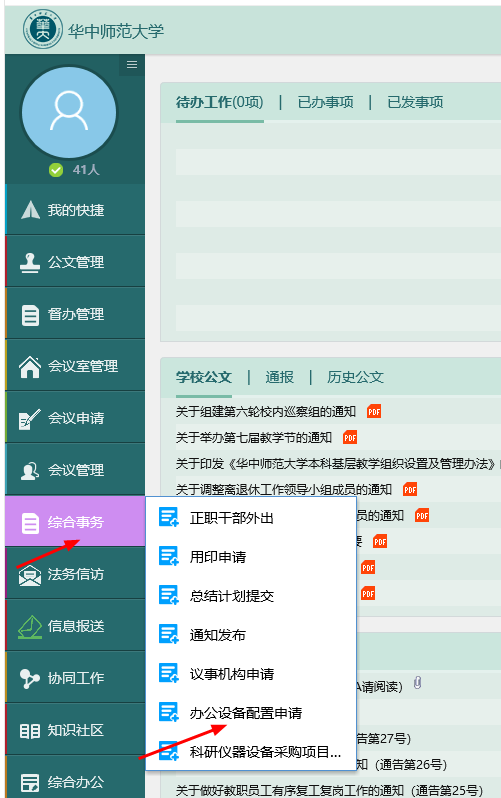 华中师范大学
41人
我的快捷
公文管理
督办管理
会议室管理
会议申请
会议管理
综合事务
法务信访
信息报送
协同工作
知识社区
综合办公
待办工作(0项) | 已办事项 | 已发事项
学校公文 | 通报 | 历史公文
关于组建第六轮校内巡察组的通知 PDF
关于举办第七届教学节的通知 PDF
关于印发《华中师范大学本科基层教学组织设置及管理办法》
关于调整离退休工作领导小组成员的通知 PDF
员的通知 PDF
要 PDF
PDF
PDF
正职干部外出
用印申请
总结计划提交
通知发布
议事机构申请
办公设备配置申请
科研仪器设备采购项目...
A请阅读)
告第27号)
知（通告第26号）
关于做好教职员工有序复工复岗工作的通知（通告第25号）